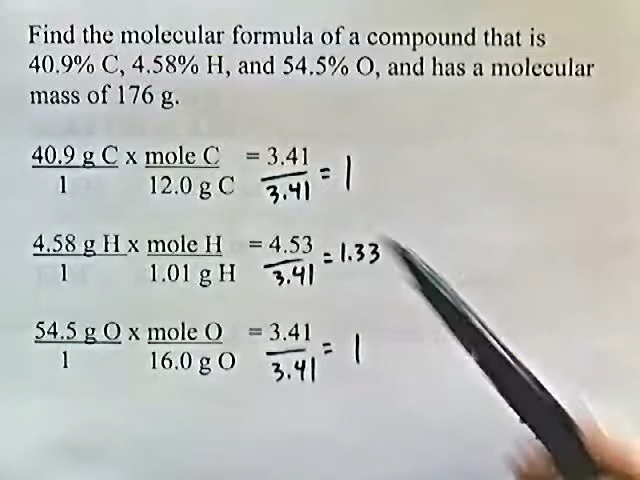 Find the molecular formula of a compound that is
40.9% C, 4.58% H, and 54.5% O, and has a molecular
mass of 176 g.
40.9 g C x mole C = 3.41
1 12.0 g C 3.41 = 1
4.58 g H x mole H = 4.53
1 1.01 g H 3.41 = 1.33
54.5 g O x mole O = 3.41
1 16.0 g O 3.41 = 1